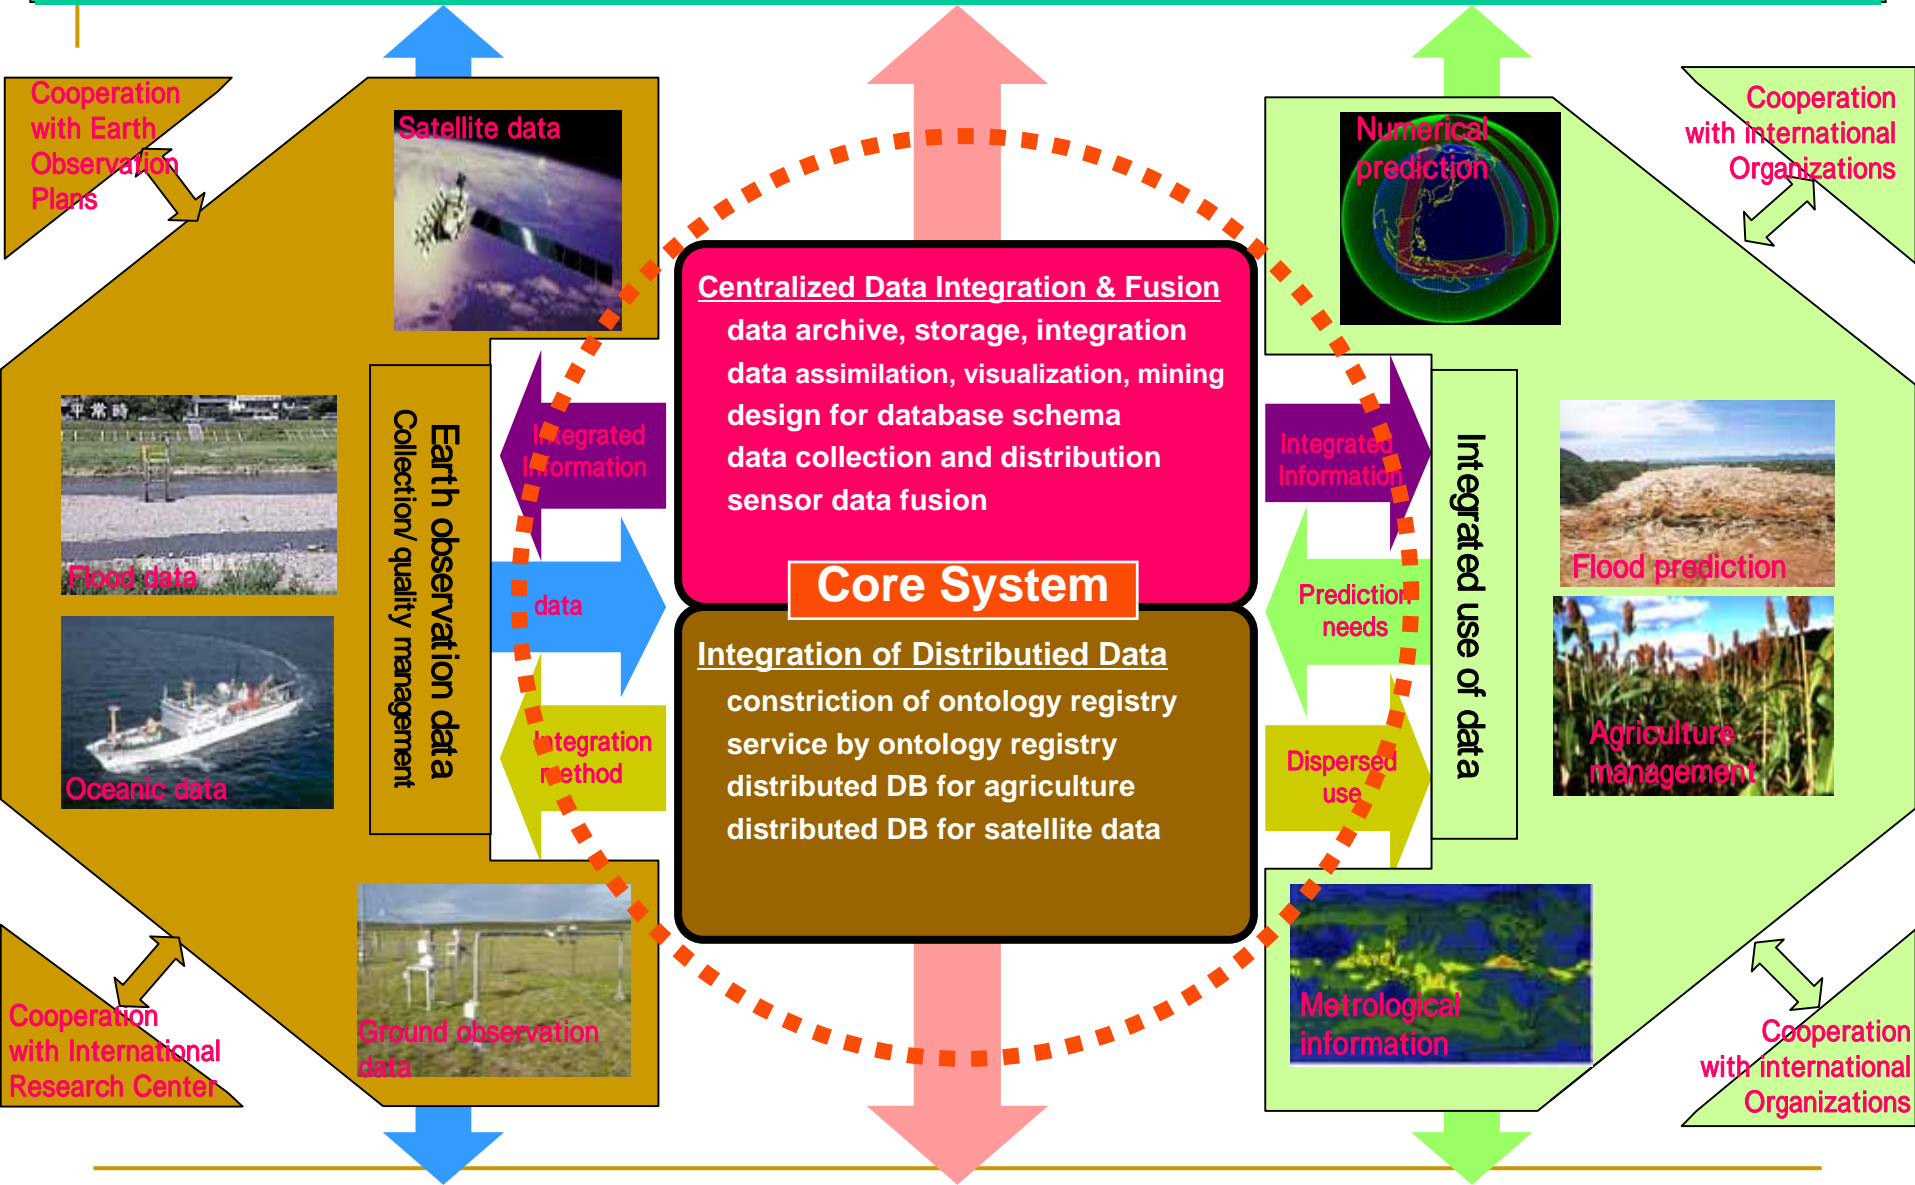 Cooperation
with Earth
Observation
Plans
Satellite data
Numerical
prediction
Cooperation
with international
Organizations
Centralized Data Integration & Fusion
data archive, storage, integration
data assimilation, visualization, mining
design for database schema
data collection and distribution
sensor data fusion
平常時
Flood data
Oceanic data
Earth observation data
Collection/ quality management
Integrated
Information
data
Integration
method
Core System
Integration of Distributied Data
constriction of ontology registry
service by ontology registry
distributed DB for agriculture
distributed DB for satellite data
Integrated
Information
Prediction
needs
Dispersed
use
Integrated use of data
Flood prediction
Agriculture
management
Cooperation
with International
Research Center
Ground observation
data
Metrological
information
Cooperation
with international
Organizations